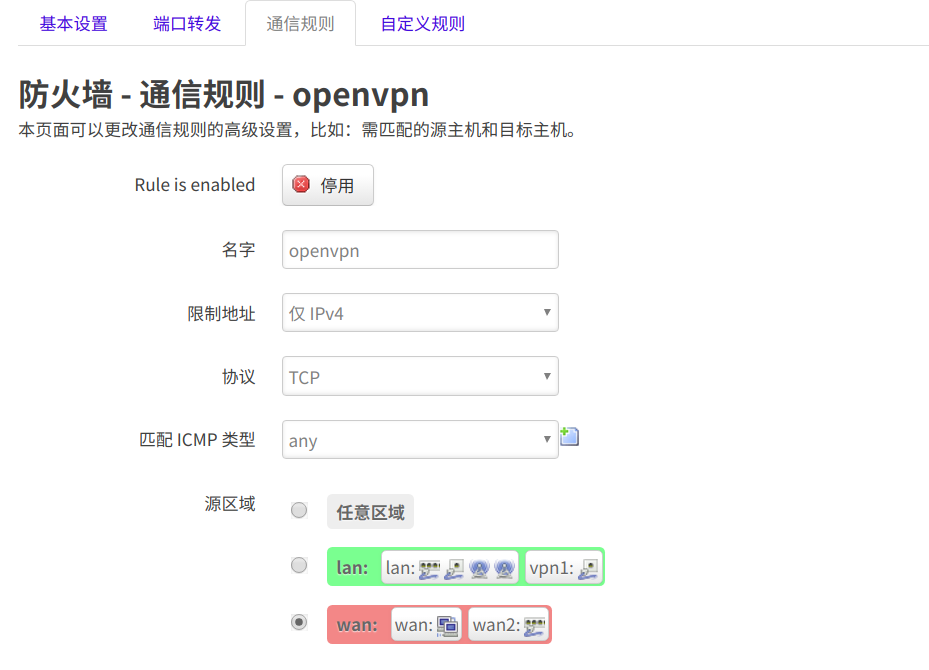 基本设置 端口转发 通信规则 自定义规则
防火墙 - 通信规则 - openvpn
本页面可以更改通信规则的高级设置，比如：需匹配的源主机和目标主机。
Rule is enabled 停用
名字 openvpn
限制地址 仅 IPv4
协议 TCP
匹配 ICMP 类型 any
源区域 任意区域
lan: lan: vpn1:
wan: wan: wan2: